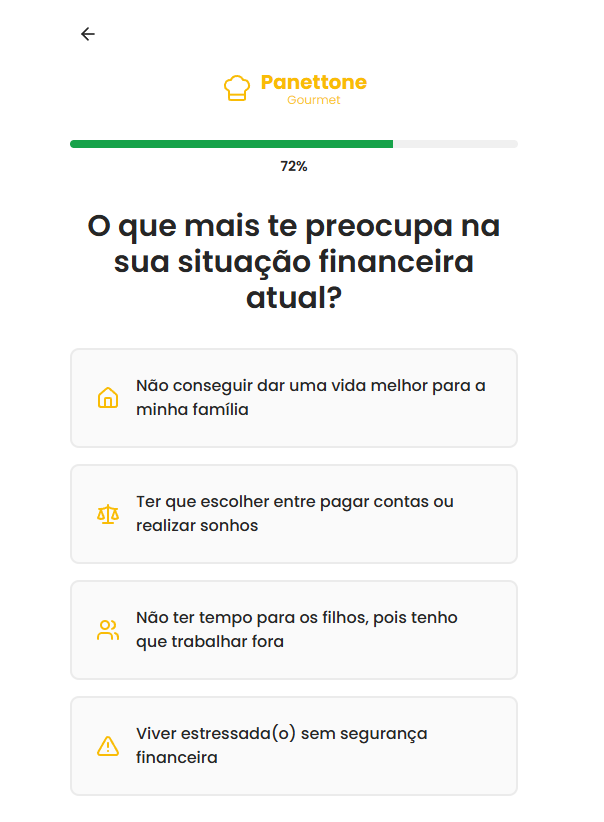 Panettone
Gourmet
72%
O que mais te preocupa na
sua situação financeira
atual?
Não conseguir dar uma vida melhor para a
minha família
Ter que escolher entre pagar contas ou
realizar sonhos
Não ter tempo para os filhos, pois tenho
que trabalhar fora
Viver estressada(o) sem segurança
financeira